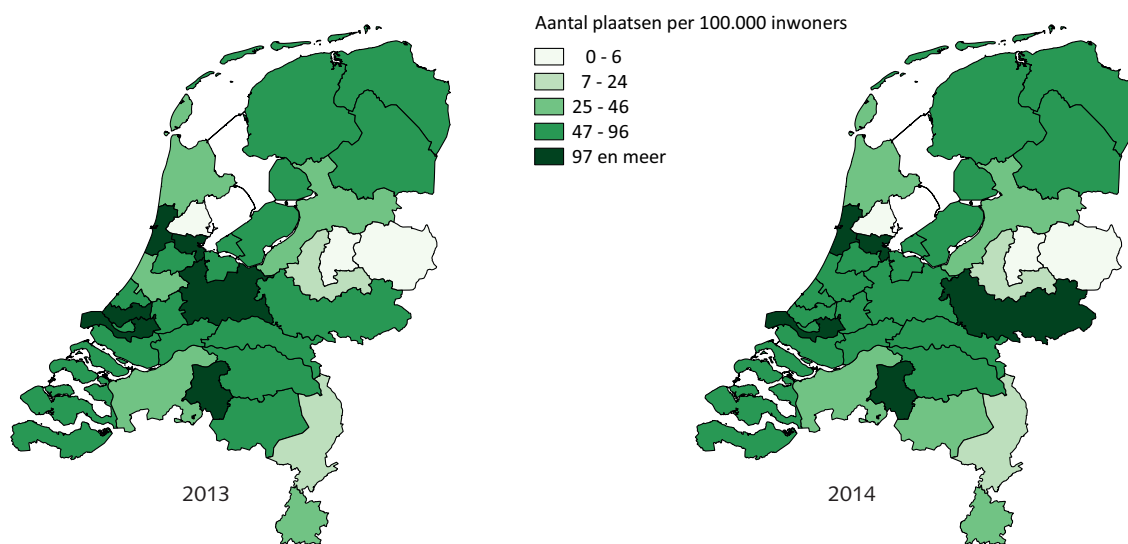 Aantal plaatsen per 100.000 inwoners
0 - 6
7 - 24
25 - 46
47 - 96
97 en meer
2013
2014